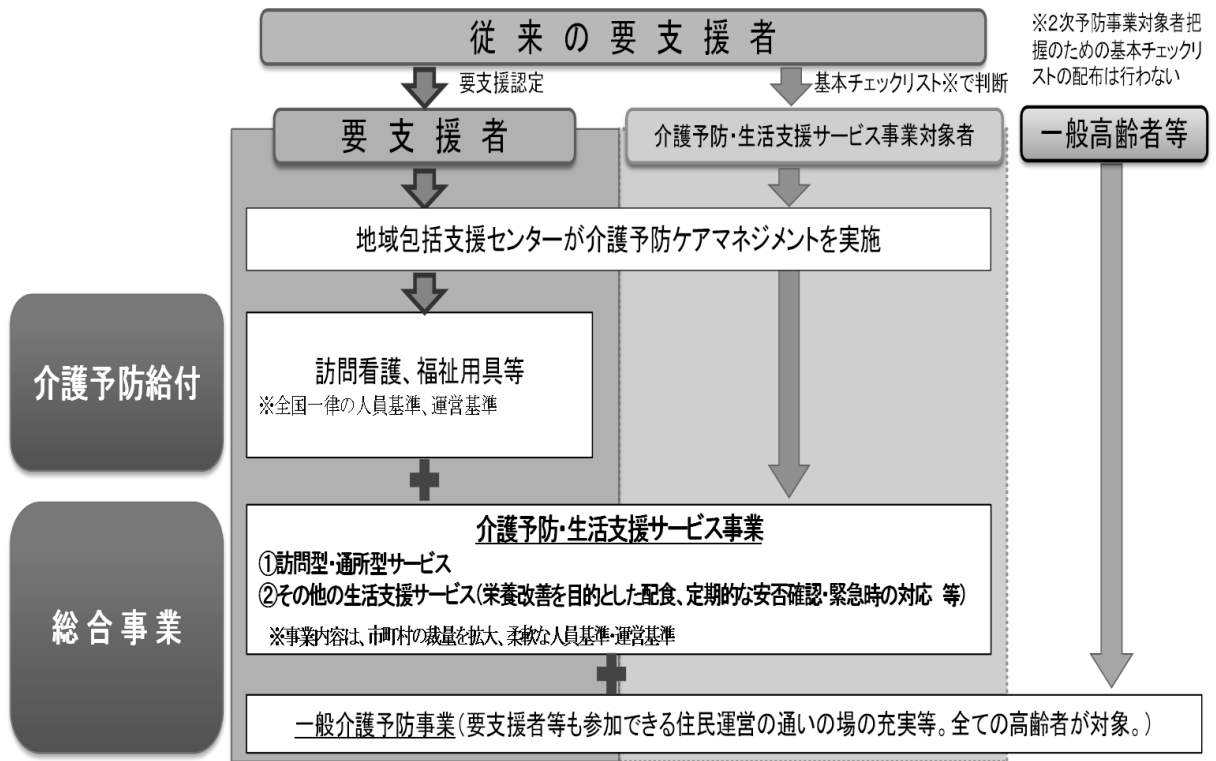 従来の要支援者
※2次予防事業対象者把
握のための基本チェックリ
ストの配布は行わない
要支援認定
基本チェックリスト※で判断
要支援者
介護予防・生活支援サービス事業対象者
一般高齢者等
地域包括支援センターが介護予防ケアマネジメントを実施
介護予防給付
訪問看護、福祉用具等
※全国一律の人員基準、運営基準
総合事業
介護予防・生活支援サービス事業
①訪問型・通所型サービス
②その他の生活支援サービス(栄養改善を目的とした配食、定期的な安否確認・緊急時の対応 等)
※事業内容は、市町村の裁量を拡大、柔軟な人員基準・運営基準
一般介護予防事業(要支援者等も参加できる住民運営の通いの場の充実等。全ての高齢者が対象。)